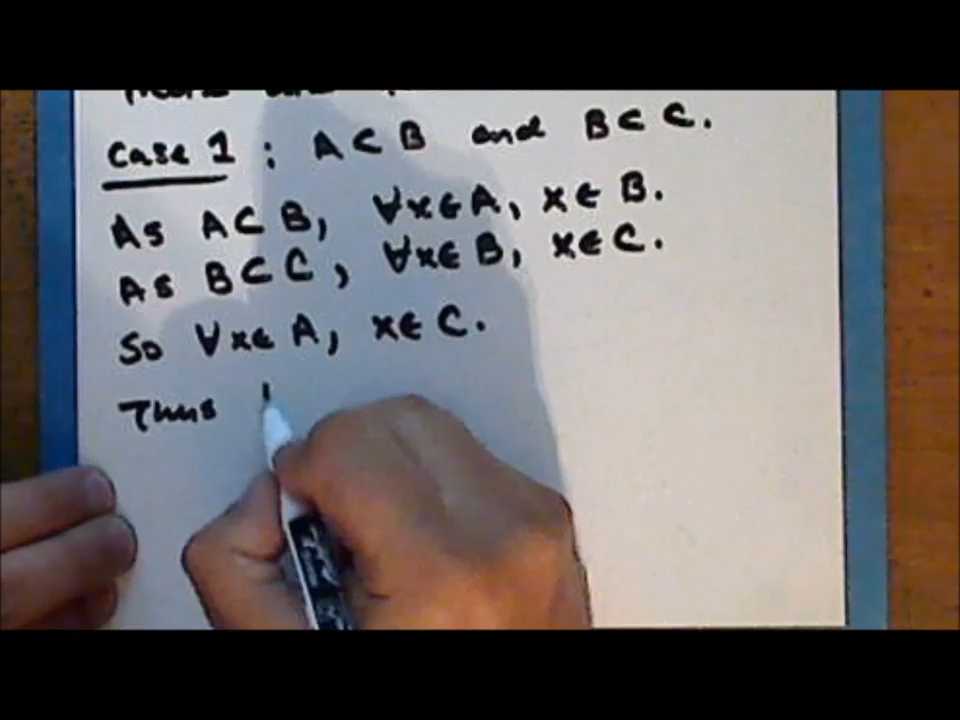 Case 1 : A ⊂ B and B ⊂ C.
As A ⊂ B, ∀x∈A, x∈B.
As B ⊂ C, ∀x∈B, x∈C.
So ∀x∈A, x∈C.
Thus